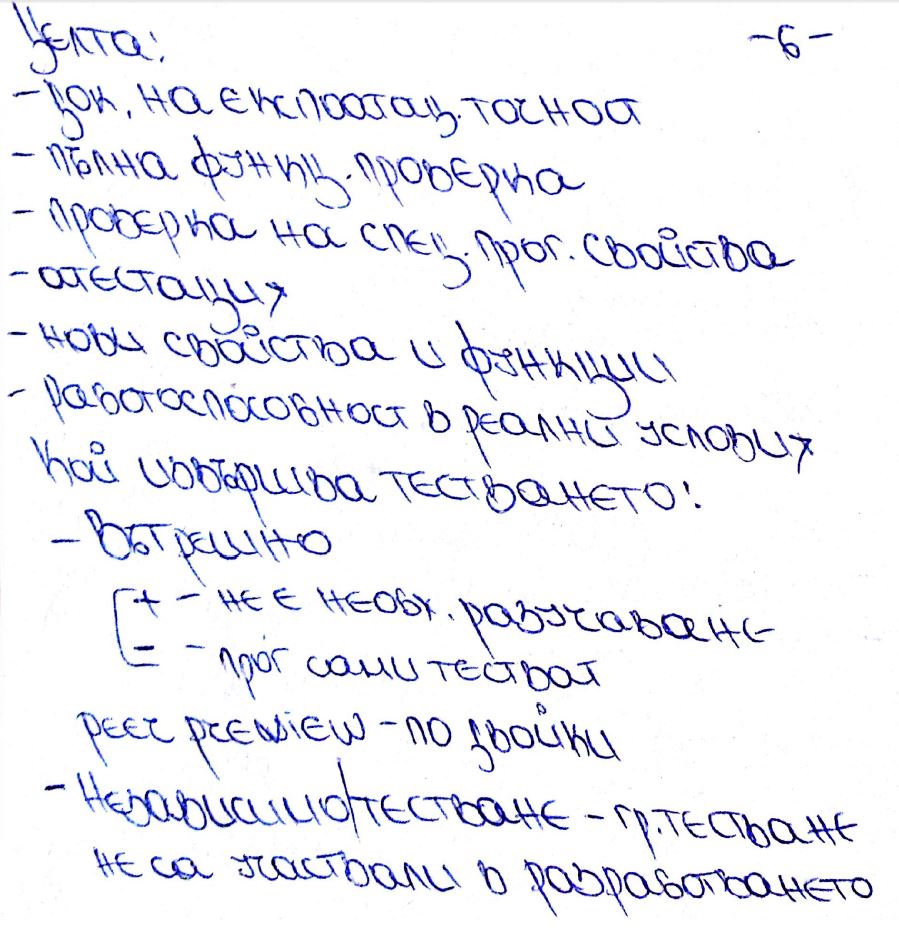 Целта: -6-
- док. на експлоатац. точност
- пълна функц. проверка
- проверка на спец. прог. свойства
- атестация
- нови свойства и функции
- работоспособност в реални условия
Кой извършва тестването!
- Вътрешно
+ - не е необх. разучаване
- - прог сами тестват
peer preview - по двойки
- Независимо/тестване - гр. тестване
не са участвали в разработването